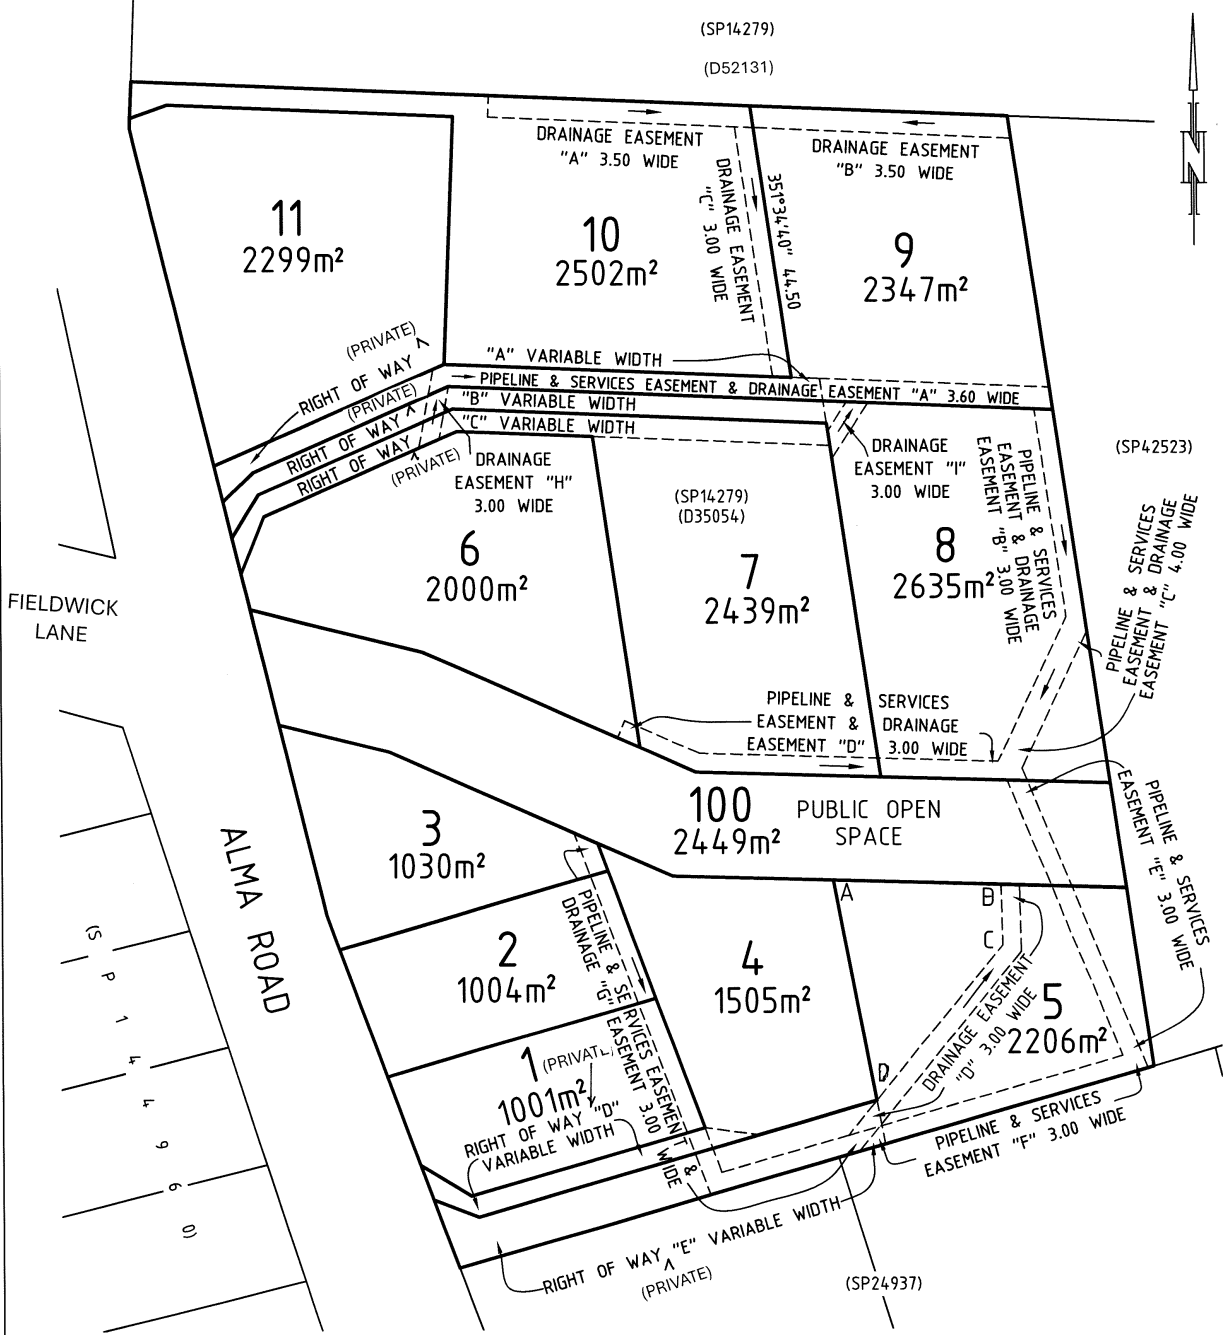 (SP14279)
(D52131)
N
DRAINAGE EASEMENT
"A" 3.50 WIDE
DRAINAGE EASEMENT
"B" 3.50 WIDE
DRAINAGE EASEMENT
"C" 3.00 WIDE
351°34'40" 44.50
11
2299m²
10
2502m²
9
2347m²
(PRIVATE)
RIGHT OF WAY ^
(PRIVATE)
RIGHT OF WAY ^
RIGHT OF WAY ^
(PRIVATE)
"A" VARIABLE WIDTH
PIPELINE & SERVICES EASEMENT & DRAINAGE EASEMENT "A" 3.60 WIDE
"B" VARIABLE WIDTH
"C" VARIABLE WIDTH
DRAINAGE
EASEMENT "H"
3.00 WIDE
DRAINAGE
EASEMENT "I"
3.00 WIDE
(SP42523)
(SP14279)
(D35054)
PIPELINE & SERVICES
EASEMENT & DRAINAGE
EASEMENT "B" 3.00 WIDE
PIPELINE & SERVICES
EASEMENT & DRAINAGE
EASEMENT "C" 4.00 WIDE
6
2000m²
7
2439m²
8
2635m²
FIELDWICK
LANE
PIPELINE & SERVICES
EASEMENT & DRAINAGE
EASEMENT "D" 3.00 WIDE
100
2449m²
PUBLIC OPEN
SPACE
PIPELINE & SERVICES
EASEMENT "E" 3.00 WIDE
3
1030m²
ALMA ROAD
A
B
C
D
2
1004m²
PIPELINE & SERVICES EASEMENT &
DRAINAGE "G" EASEMENT 3.00 WIDE
4
1505m²
5
2206m²
DRAINAGE EASEMENT
"D" 3.00 WIDE
(SP144960)
1
(PRIVAT
1001m²
RIGHT OF WAY "D"
VARIABLE WIDTH
PIPELINE & SERVICES
EASEMENT "F" 3.00 WIDE
RIGHT OF WAY ^ "E" VARIABLE WIDTH
(PRIVATE)
(SP24937)